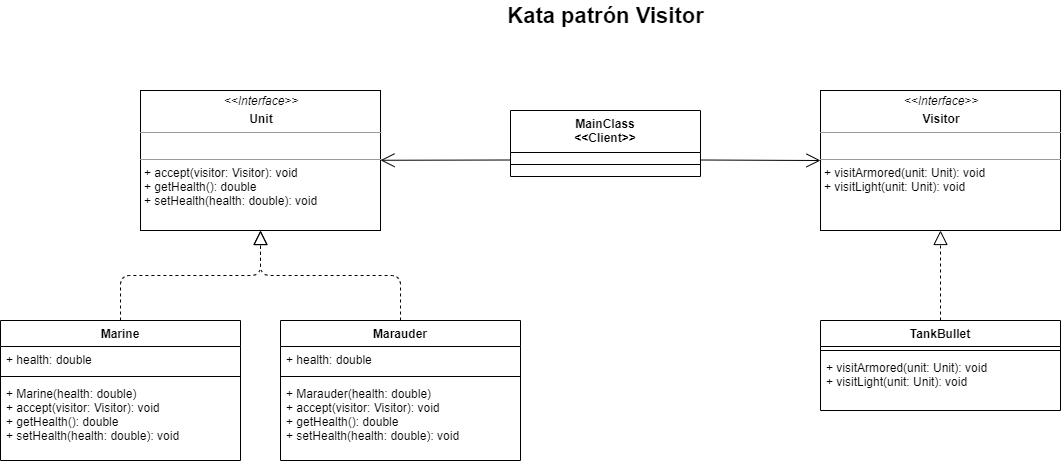 Kata patrón Visitor
<<Interface>>
Unit
+ accept(visitor: Visitor): void
+ getHealth(): double
+ setHealth(health: double): void
MainClass
<<Client>>
<<Interface>>
Visitor
+ visitArmored(unit: Unit): void
+ visitLight(unit: Unit): void
Marine
+ health: double
+ Marine(health: double)
+ accept(visitor: Visitor): void
+ getHealth(): double
+ setHealth(health: double): void
Marauder
+ health: double
+ Marauder(health: double)
+ accept(visitor: Visitor): void
+ getHealth(): double
+ setHealth(health: double): void
TankBullet
+ visitArmored(unit: Unit): void
+ visitLight(unit: Unit): void